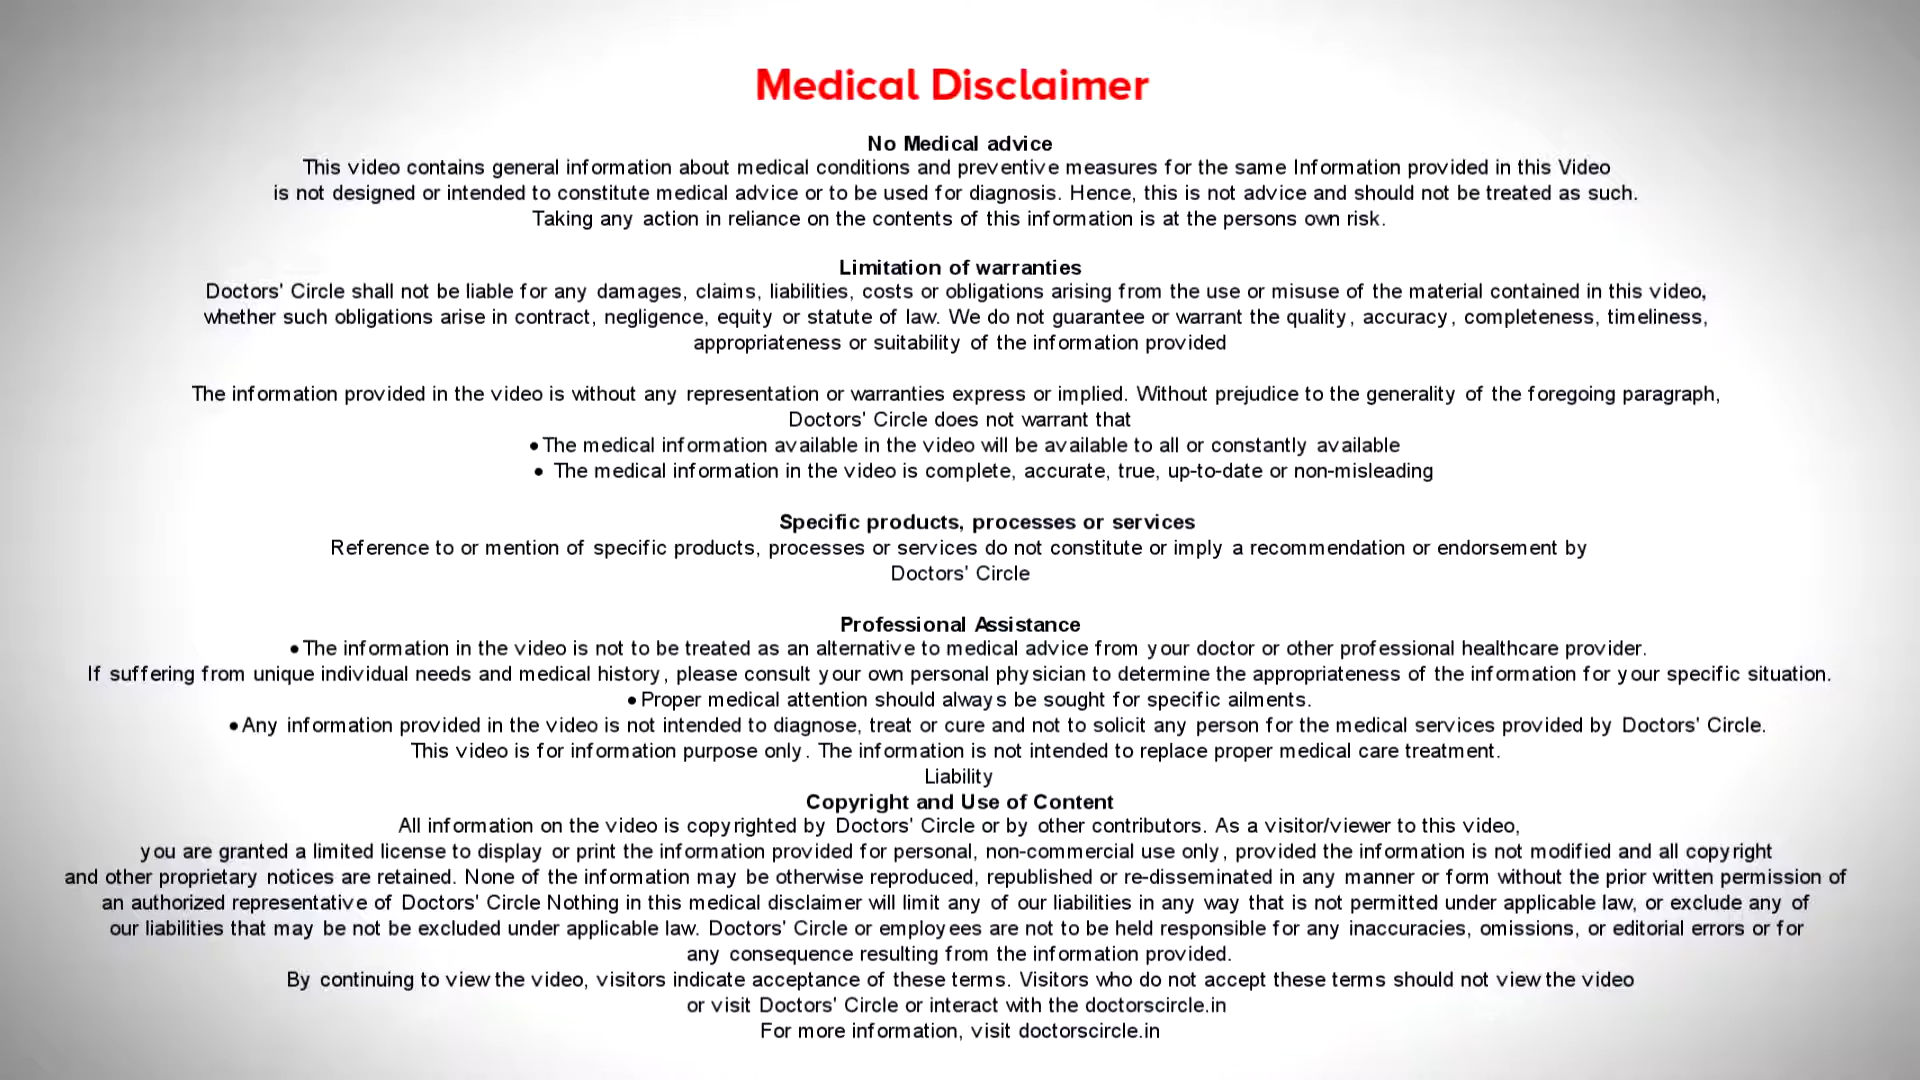 Medical Disclaimer
No Medical advice
This video contains general information about medical conditions and preventive measures for the same Information provided in this Video
is not designed or intended to constitute medical advice or to be used for diagnosis. Hence, this is not advice and should not be treated as such.
Taking any action in reliance on the contents of this information is at the persons own risk.
Limitation of warranties
Doctors' Circle shall not be liable for any damages, claims, liabilities, costs or obligations arising from the use or misuse of the material contained in this video,
whether such obligations arise in contract, negligence, equity or statute of law. We do not guarantee or warrant the quality, accuracy, completeness, timeliness,
appropriateness or suitability of the information provided
The information provided in the video is without any representation or warranties express or implied. Without prejudice to the generality of the foregoing paragraph,
Doctors' Circle does not warrant that
• The medical information available in the video will be available to all or constantly available
• The medical information in the video is complete, accurate, true, up-to-date or non-misleading
Specific products, processes or services
Reference to or mention of specific products, processes or services do not constitute or imply a recommendation or endorsement by
Doctors' Circle
Professional Assistance
• The information in the video is not to be treated as an alternative to medical advice from your doctor or other professional healthcare provider.
If suffering from unique individual needs and medical history, please consult your own personal physician to determine the appropriateness of the information for your specific situation.
• Proper medical attention should always be sought for specific ailments.
• Any information provided in the video is not intended to diagnose, treat or cure and not to solicit any person for the medical services provided by Doctors' Circle.
This video is for information purpose only. The information is not intended to replace proper medical care treatment.
Liability
Copyright and Use of Content
All information on the video is copyrighted by Doctors' Circle or by other contributors. As a visitor/viewer to this video,
you are granted a limited license to display or print the information provided for personal, non-commercial use only, provided the information is not modified and all copyright
and other proprietary notices are retained. None of the information may be otherwise reproduced, republished or re-disseminated in any manner or form without the prior written permission of
an authorized representative of Doctors' Circle Nothing in this medical disclaimer will limit any of our liabilities in any way that is not permitted under applicable law, or exclude any of
our liabilities that may be not be excluded under applicable law. Doctors' Circle or employees are not to be held responsible for any inaccuracies, omissions, or editorial errors or for
any consequence resulting from the information provided.
By continuing to view the video, visitors indicate acceptance of these terms. Visitors who do not accept these terms should not view the video
or visit Doctors' Circle or interact with the doctorscircle.in
For more information, visit doctorscircle.in